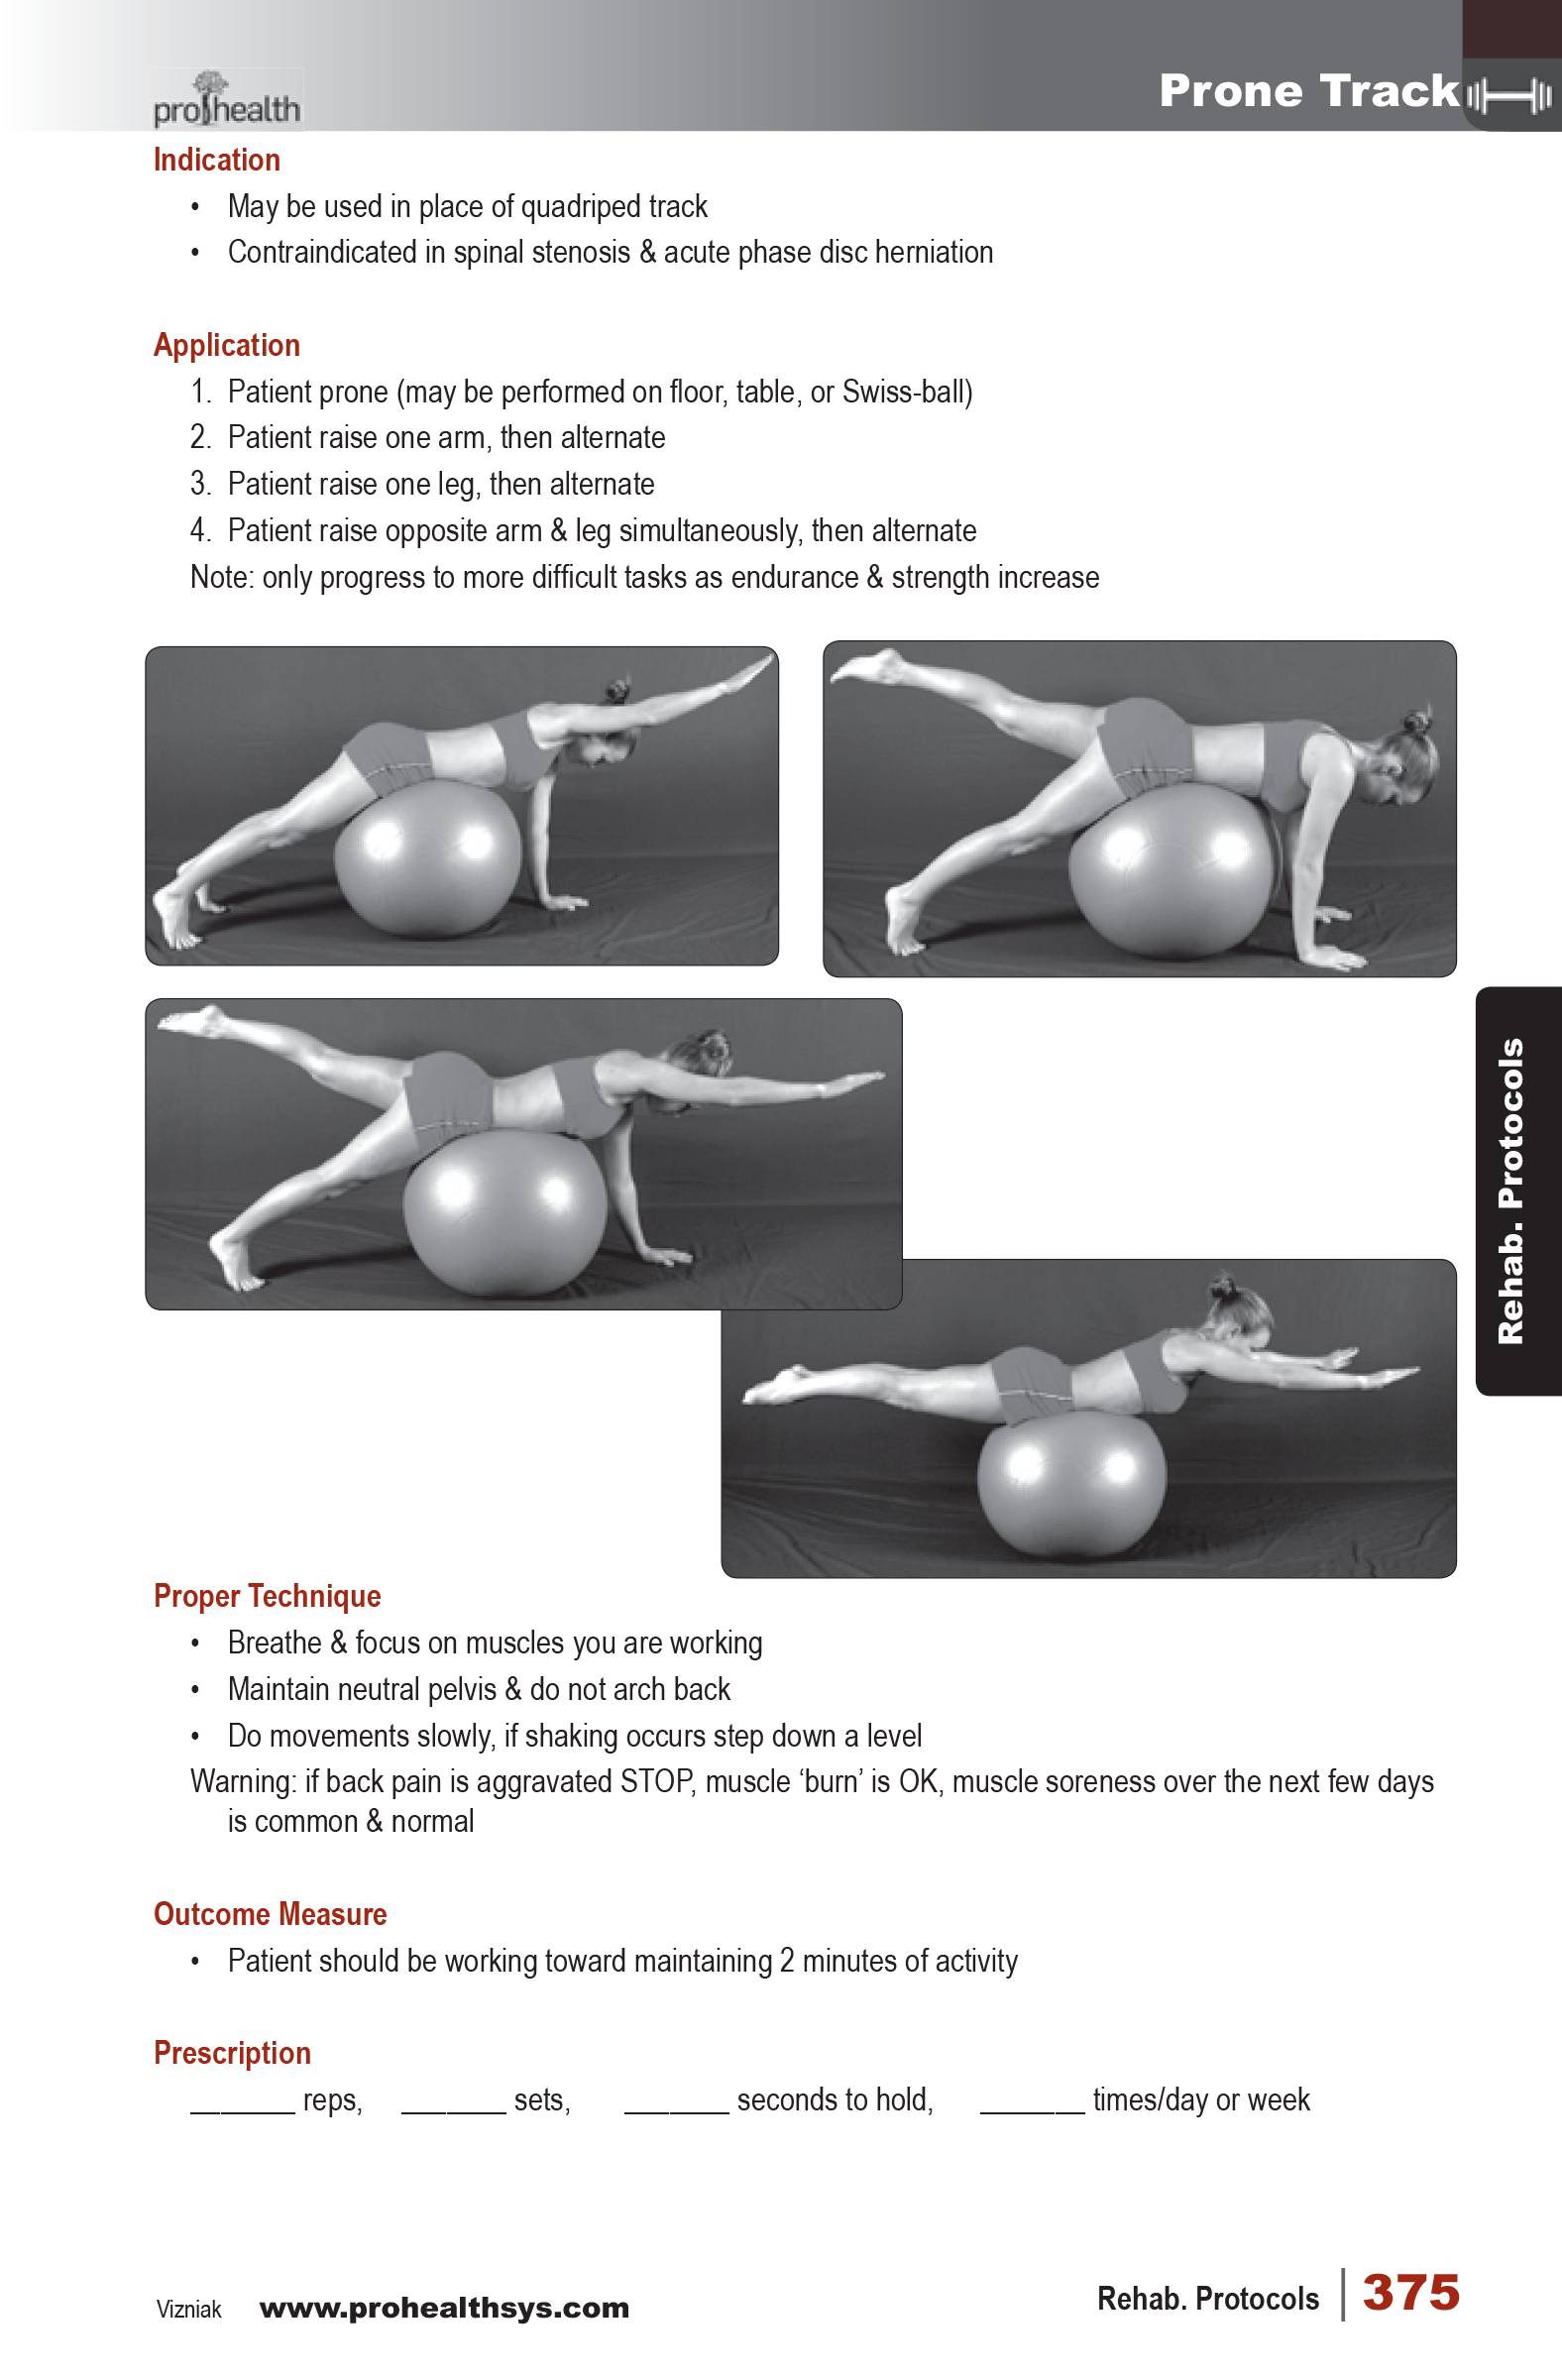 prohealth
Prone Track
Indication
• May be used in place of quadriped track
• Contraindicated in spinal stenosis & acute phase disc herniation
Application
1. Patient prone (may be performed on floor, table, or Swiss-ball)
2. Patient raise one arm, then alternate
3. Patient raise one leg, then alternate
4. Patient raise opposite arm & leg simultaneously, then alternate
Note: only progress to more difficult tasks as endurance & strength increase
Rehab. Protocols
Proper Technique
• Breathe & focus on muscles you are working
• Maintain neutral pelvis & do not arch back
• Do movements slowly, if shaking occurs step down a level
Warning: if back pain is aggravated STOP, muscle ‘burn’ is OK, muscle soreness over the next few days
is common & normal
Outcome Measure
• Patient should be working toward maintaining 2 minutes of activity
Prescription
_______ reps, _______ sets, _______ seconds to hold, _______ times/day or week
Vizniak www.prohealthsys.com
Rehab. Protocols 375